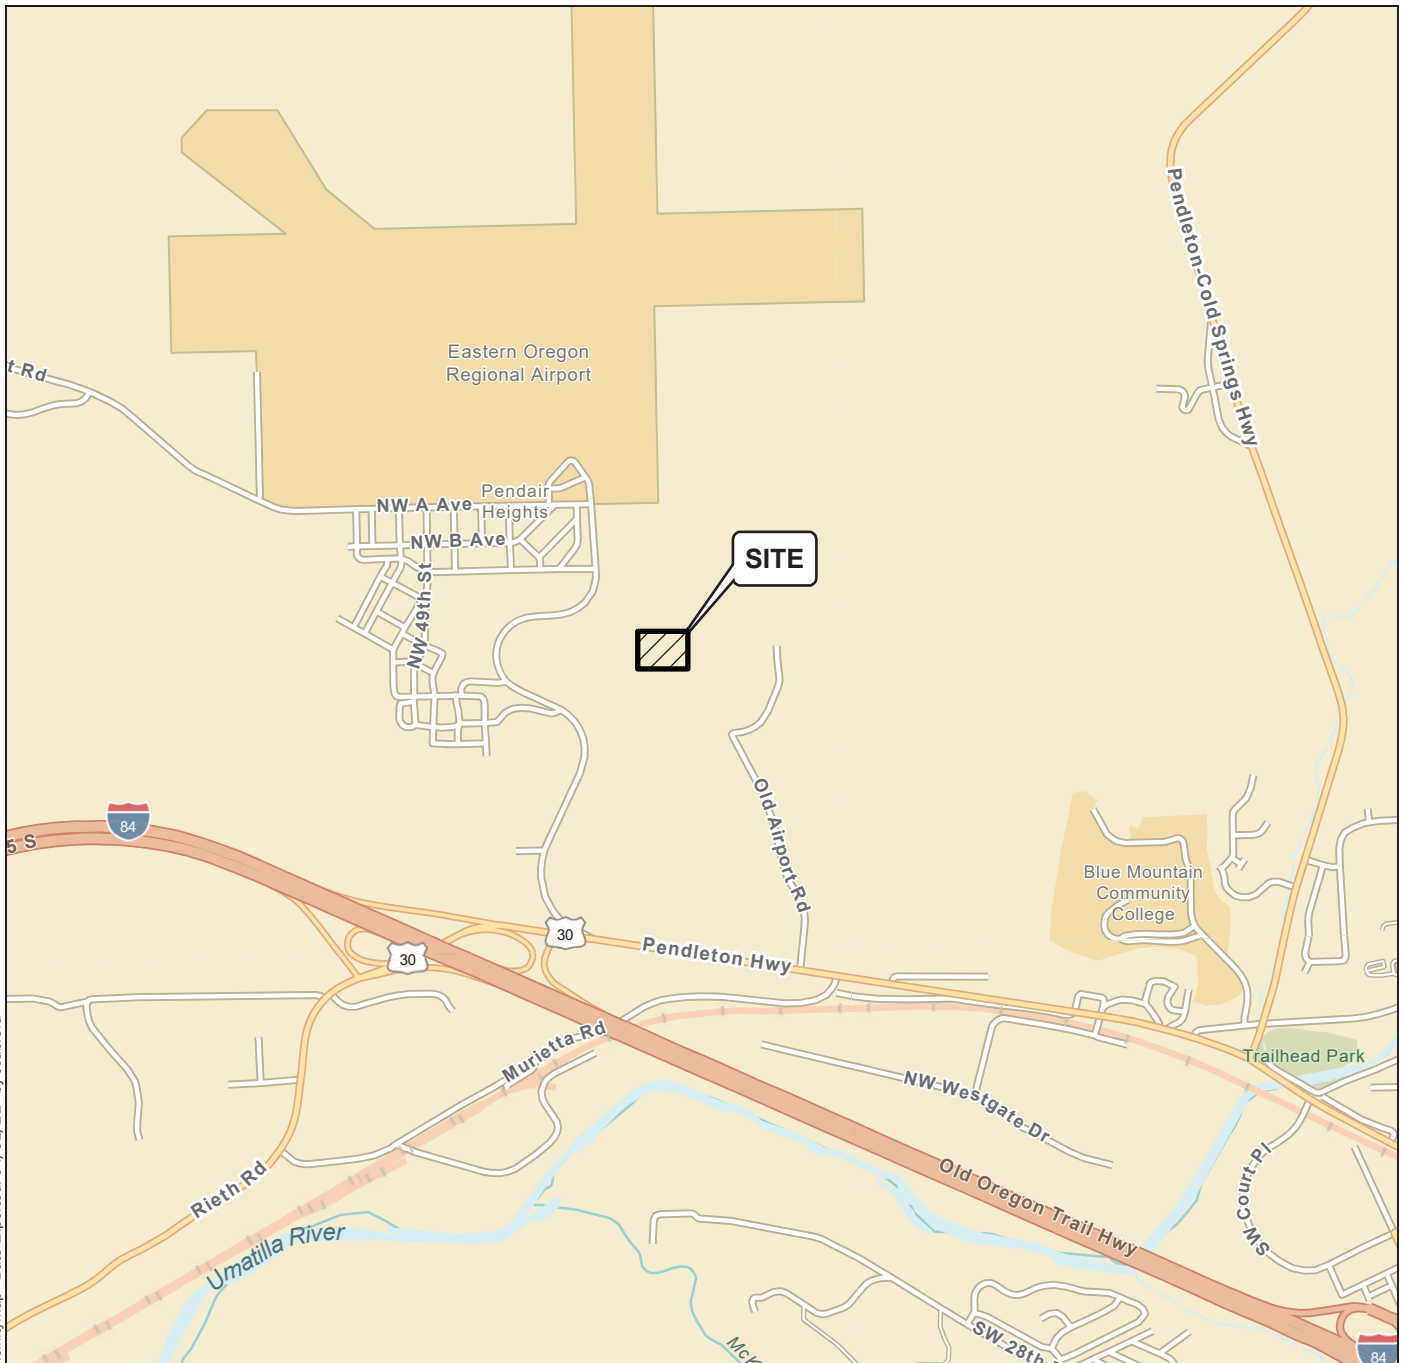 Pendleton-Cold Springs Hwy
Eastern Oregon
Regional Airport
t Rd
Pendair
Heights
NW A Ave
NW B Ave
SITE
NW 49th St
Old Airport Rd
84
5 S
Blue Mountain
Community
College
30
30
Pendleton Hwy
Murietta Rd
Trailhead Park
NW Westgate Dr
Rieth Rd
Old Oregon Trail Hwy
SW Court Pl
Umatilla River
SW 28th
McK
84